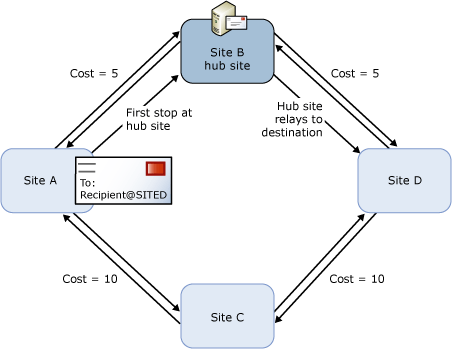 Site B
hub site
Cost = 5
Cost = 5
First stop at
hub site
Hub site
relays to
destination
Site A
To:
Recipient@SITED
Site D
Cost = 10
Cost = 10
Site C